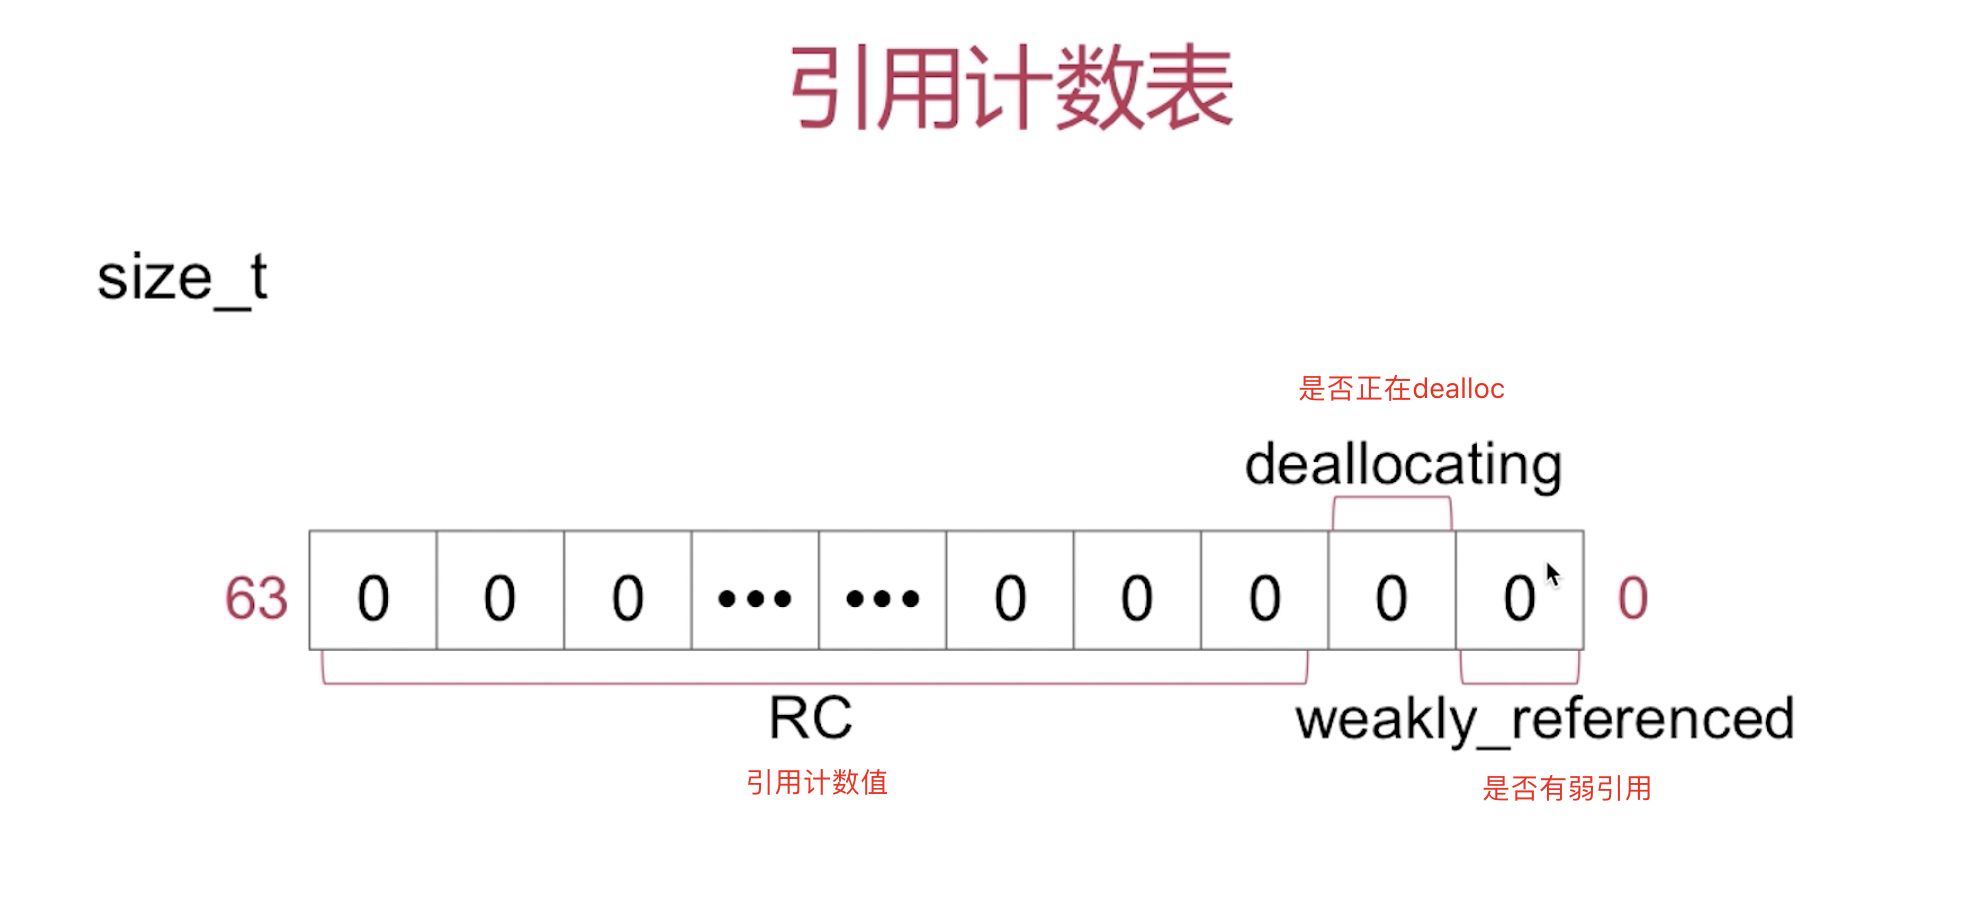 引用计数表
size_t
是否正在dealloc
deallocating
63 0 0 0 ••• ••• 0 0 0 0 0 0
RC weakly_referenced
引用计数值 是否有弱引用